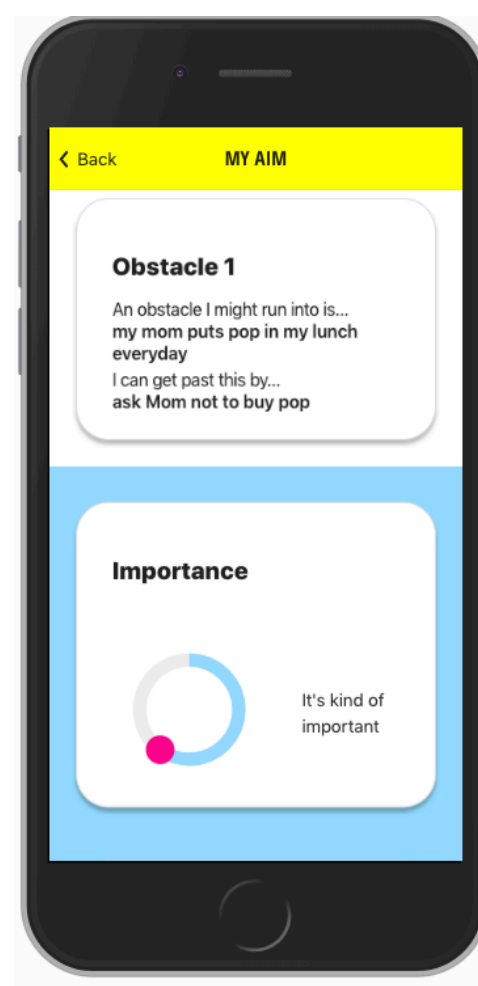 Back
MY AIM
Obstacle 1
An obstacle I might run into is...
my mom puts pop in my lunch
everyday
I can get past this by...
ask Mom not to buy pop
Importance
It's kind of
important